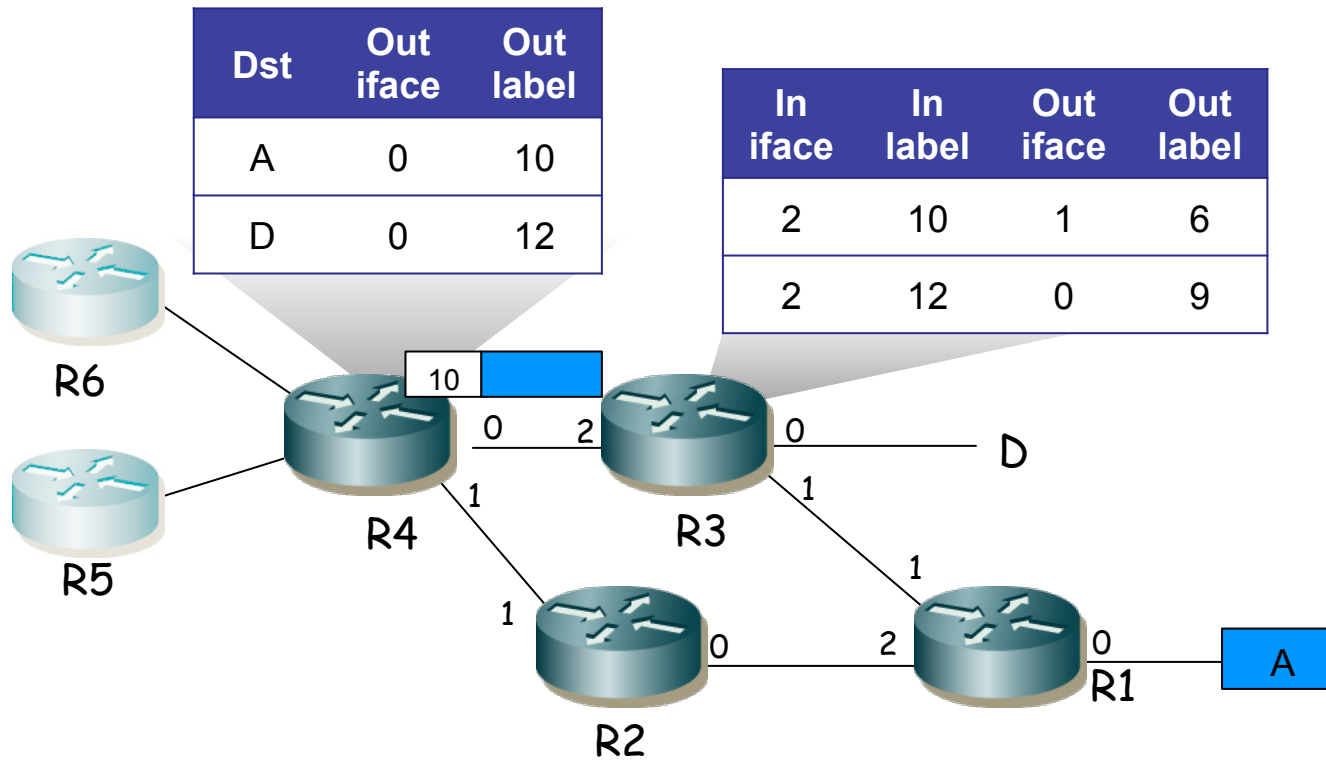 Dst Out iface Out label
A 0 10
D 0 12
In iface In label Out iface Out label
2 10 1 6
2 12 0 9
R6
10
0 2
0
D
1
1
R4
R3
R5
1
1
0
2
0
A
R1
R2